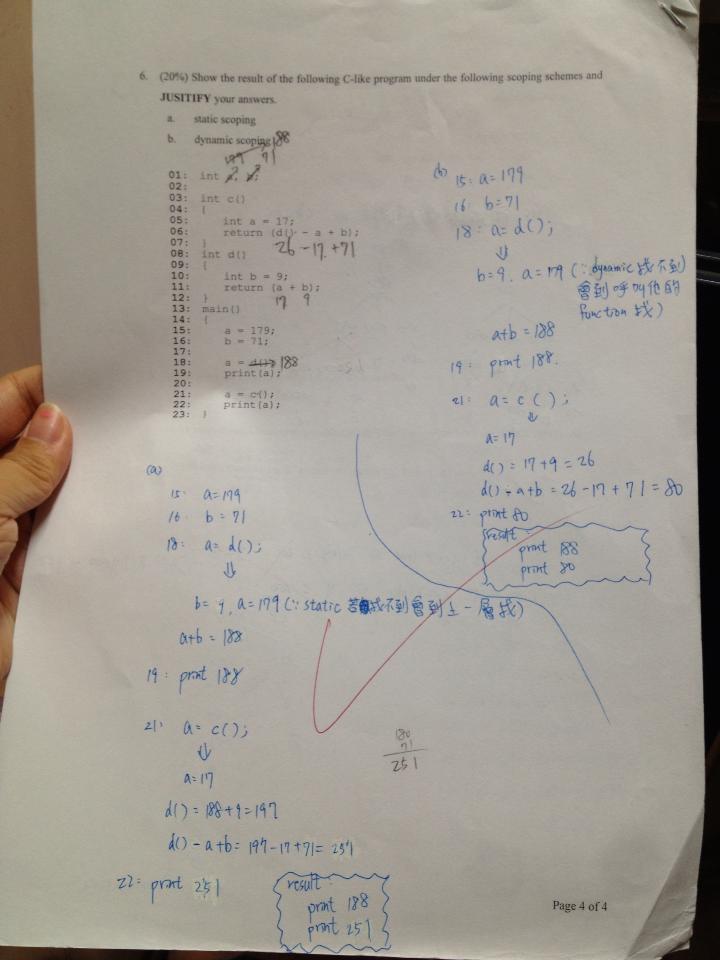 6. (20%) Show the result of the following C-like program under the following scoping schemes and
JUSITIFY your answers.
a. static scoping
b. dynamic scoping
188
179 71
01: int a, b;
02:
03: int c()
04: {
05: int a = 17;
06: return (d() - a + b);
07: }
26 - 17 + 71
08: int d()
09: {
10: int b = 9;
11: return (a + b);
12: }
17 9
13: main()
14: {
15: a = 179;
16: b = 71;
17:
18: a = d(); 188
19: print(a);
20:
21: a = c();
22: print(a);
23: }
(b)
15: a = 179
16: b = 71
18: a = d();
⇓
b = 9, a = 179 (∵ dynamic 找不到
會到呼叫他的
function 找)
a+b = 188
19: print 188.
21: a = c();
⇓
a = 17
d() = 17 + 9 = 26
d() - a + b = 26 - 17 + 71 = 80
22: print 80
result:
print 188
print 80
(a)
15: a = 179
16: b = 71
18: a = d();
⇓
b = 9, a = 179 (∵ static 若找不到會到上一層找)
a+b = 188
19: print 188
21: a = c();
⇓
a = 17
d() = 188 + 9 = 197
d() - a + b = 197 - 17 + 71 = 251
22: print 251
result:
print 188
print 251
180
71
251
Page 4 of 4